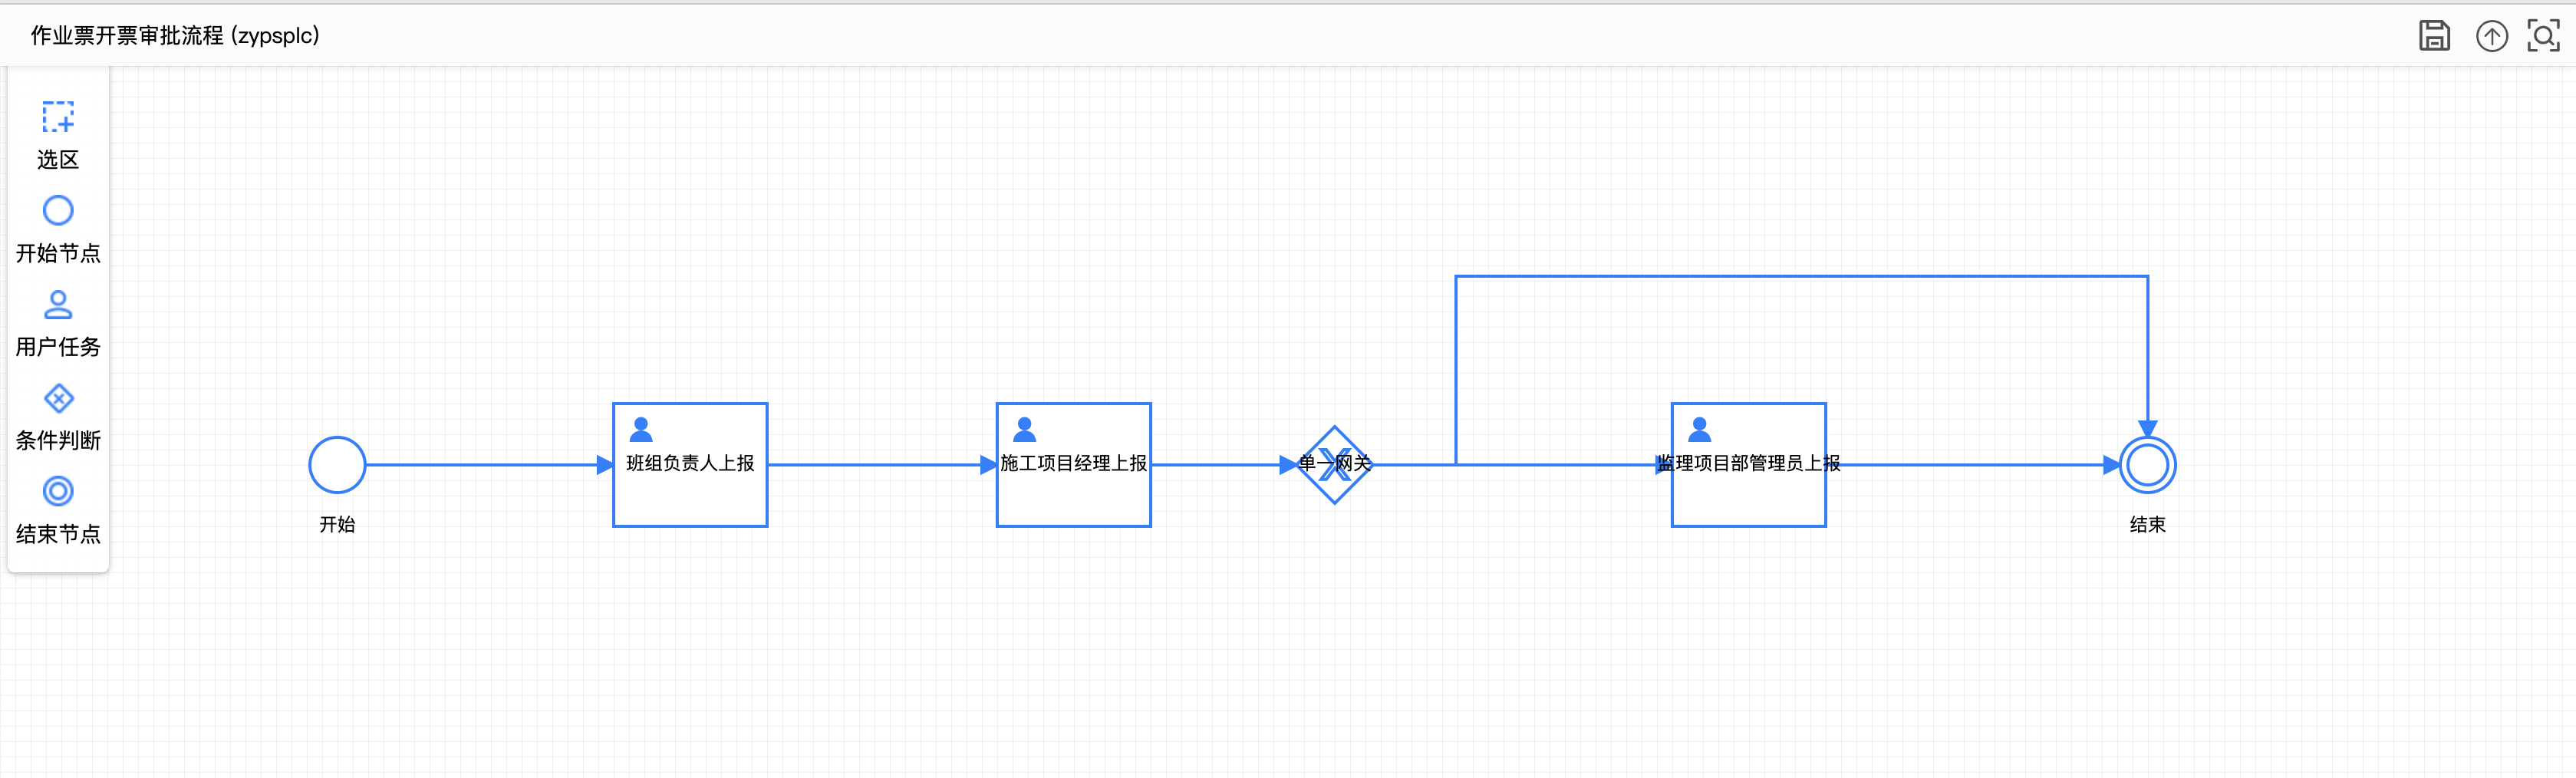 作业票开票审批流程 (zypsplc)
选区
开始节点
用户任务
条件判断
结束节点
开始
班组负责人上报
施工项目经理上报
单一网关
监理项目部管理员上报
结束